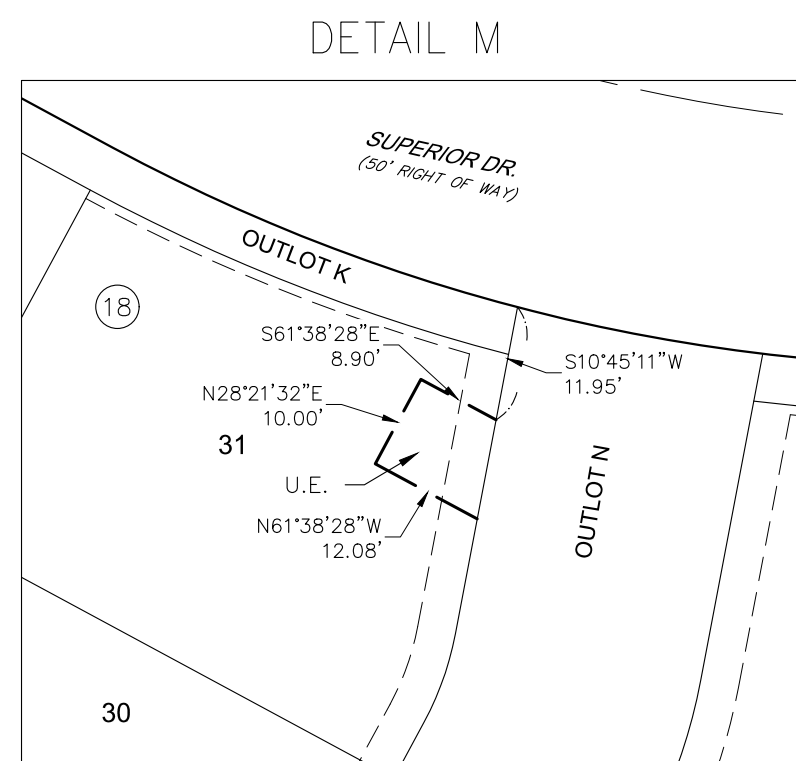 DETAIL M
SUPERIOR DR.
(50' RIGHT OF WAY)
OUTLOT K
18
S61°38'28"E
8.90'
S10°45'11"W
11.95'
N28°21'32"E
10.00'
31
U.E.
OUTLOT N
N61°38'28"W
12.08'
30